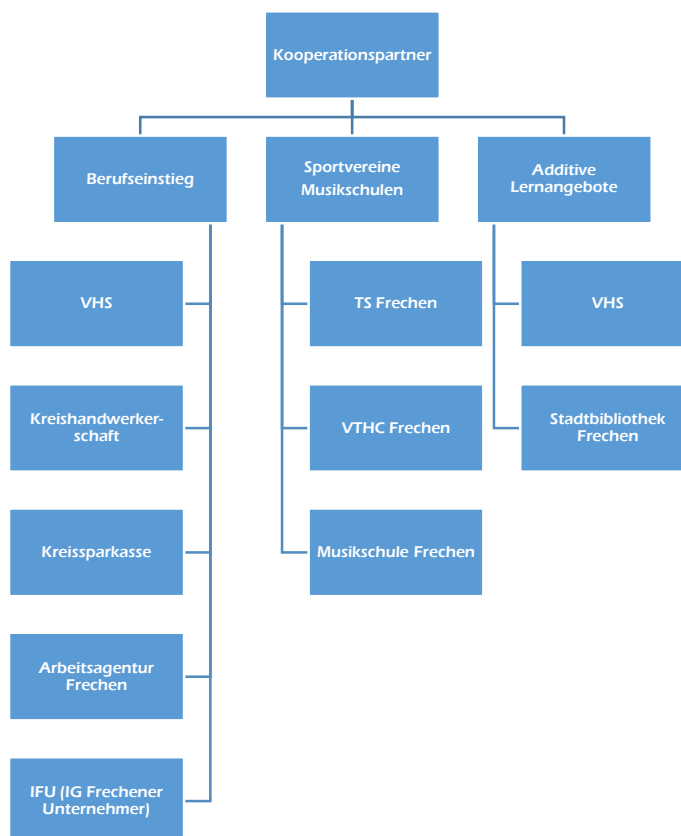 Kooperationspartner
Berufseinstieg
Sportvereine
Musikschulen
Additive
Lernangebote
VHS
TS Frechen
VHS
Kreishandwerker-
schaft
VTHC Frechen
Stadtbibliothek
Frechen
Kreissparkasse
Musikschule Frechen
Arbeitsagentur
Frechen
IFU (IG Frechener
Unternehmer)